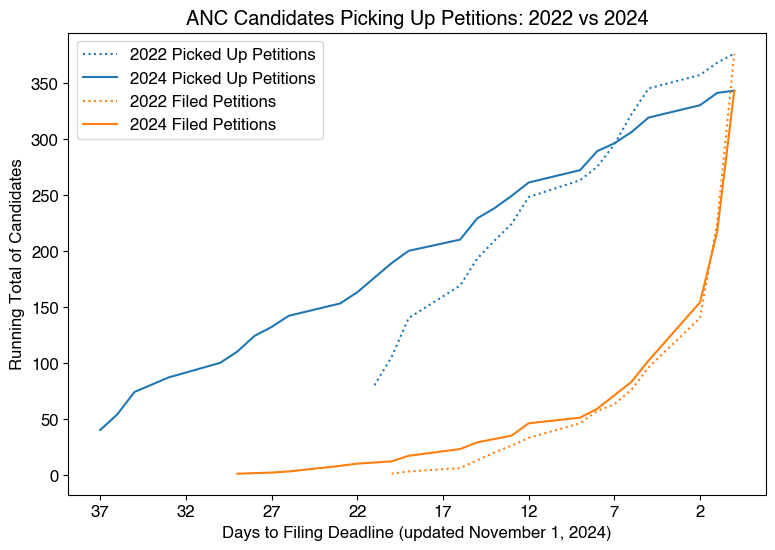 ANC Candidates Picking Up Petitions: 2022 vs 2024
2022 Picked Up Petitions
2024 Picked Up Petitions
2022 Filed Petitions
2024 Filed Petitions
Running Total of Candidates
350
300
250
200
150
100
50
0
37 32 27 22 17 12 7 2
Days to Filing Deadline (updated November 1, 2024)